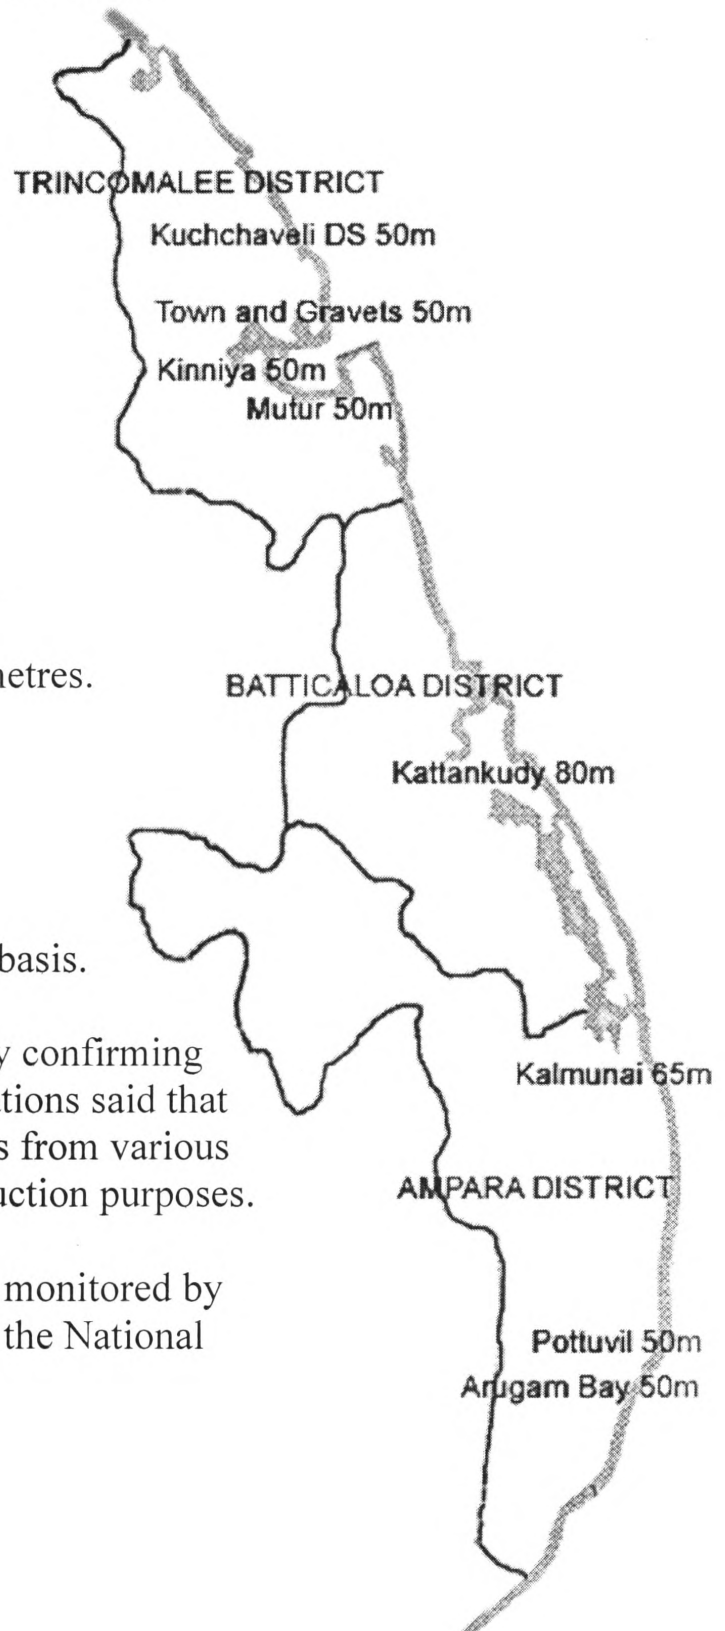 TRINCOMALEE DISTRICT
Kuchchaveli DS 50m
Town and Gravets 50m
Kinniya 50m
Mutur 50m
BATTICALOA DISTRICT
Kattankudy 80m
Kalmunai 65m
AMPARA DISTRICT
Pottuvil 50m
Arugam Bay 50m
netres.
basis.
y confirming
tions said that
s from various
uction purposes.
monitored by
the National